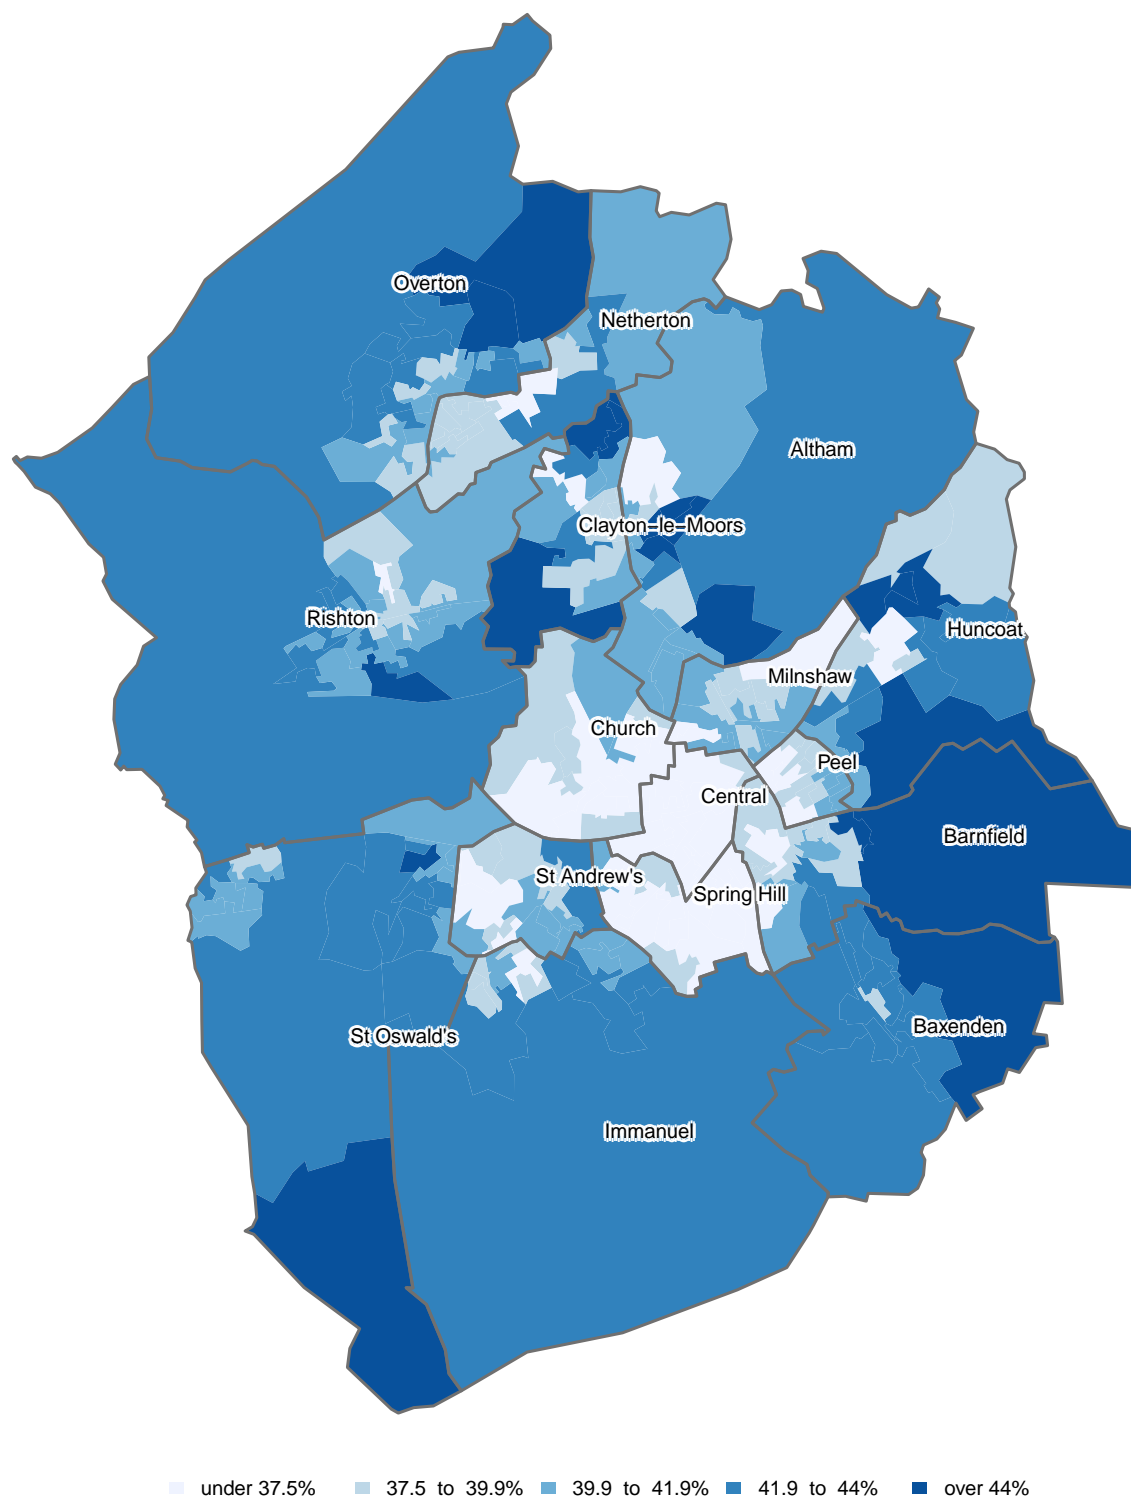 Overton
Netherton
Altham
Clayton–le–Moors
Rishton
Huncoat
Milnshaw
Church
Peel
Central
Barnfield
St Andrew's
Spring Hill
Baxenden
St Oswald's
Immanuel
under 37.5% 37.5 to 39.9% 39.9 to 41.9% 41.9 to 44% over 44%